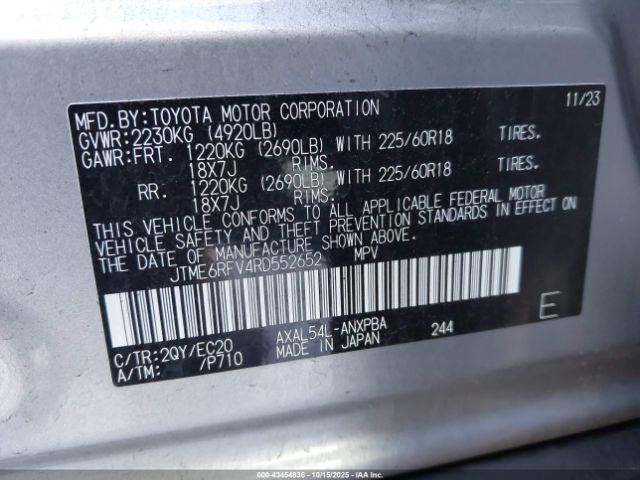 MFD.BY:TOYOTA MOTOR CORPORATION 11/23
GVWR:2230KG (4920LB)
GAWR:FRT. 1220KG (2690LB) WITH 225/60R18 TIRES.
18X7J RIMS.
RR. 1220KG (2690LB) WITH 225/60R18 TIRES.
18X7J RIMS.
THIS VEHICLE CONFORMS TO ALL APPLICABLE FEDERAL MOTOR
VEHICLE SAFETY AND THEFT PREVENTION STANDARDS IN EFFECT ON
THE DATE OF MANUFACTURE SHOWN ABOVE.
JTME6RFV4RD552652 MPV
AXAL54L-ANXPBA 244 E
C/TR:2QY/EC20 MADE IN JAPAN
A/TM: /P710
000-43454836 | 10/15/2025 | IAA Inc.